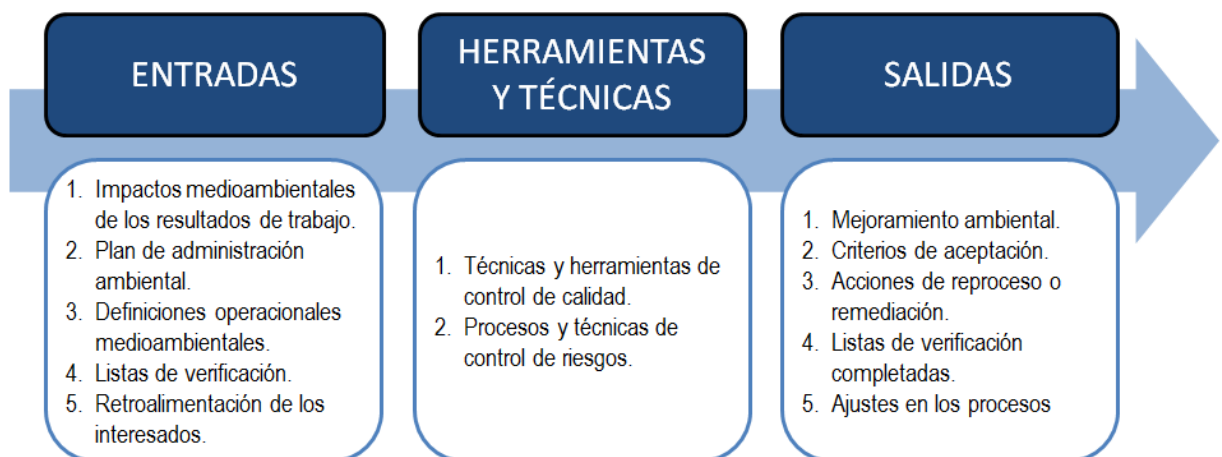 ENTRADAS
1. Impactos medioambientales
de los resultados de trabajo.
2. Plan de administración
ambiental.
3. Definiciones operacionales
medioambientales.
4. Listas de verificación.
5. Retroalimentación de los
interesados.
HERRAMIENTAS
Y TÉCNICAS
1. Técnicas y herramientas de
control de calidad.
2. Procesos y técnicas de
control de riesgos.
SALIDAS
1. Mejoramiento ambiental.
2. Criterios de aceptación.
3. Acciones de reproceso o
remediación.
4. Listas de verificación
completadas.
5. Ajustes en los procesos